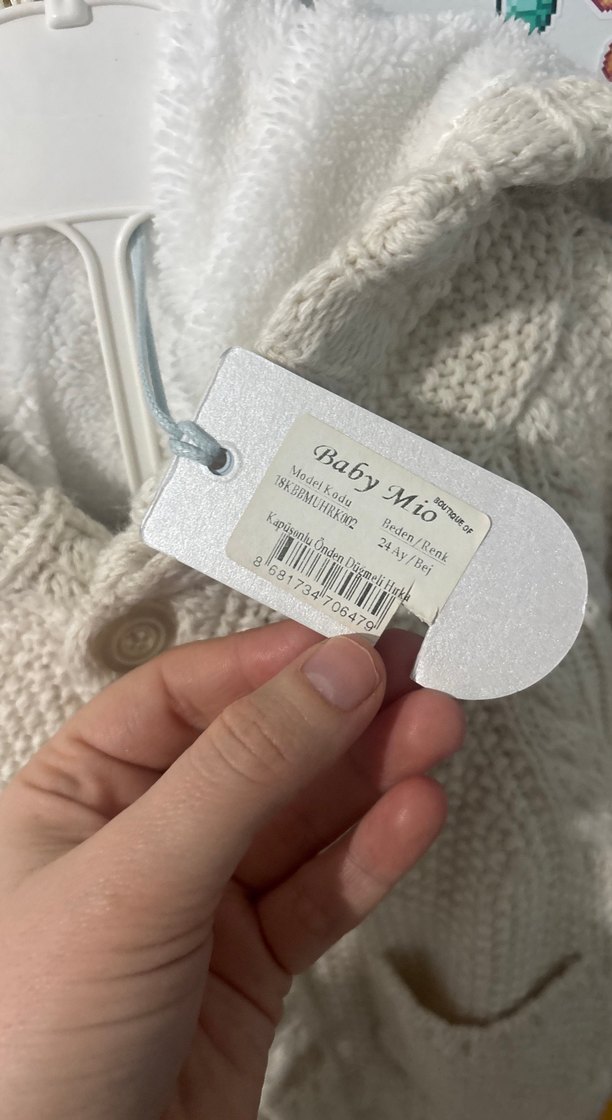 Baby Mio
BOUTIQUE OF
Model Kodu
18KBBMUHRK002
Beden / Renk
24 Ay / Bej
Kapüşonlu Önden Düğmeli Hırka
8 681734 706479